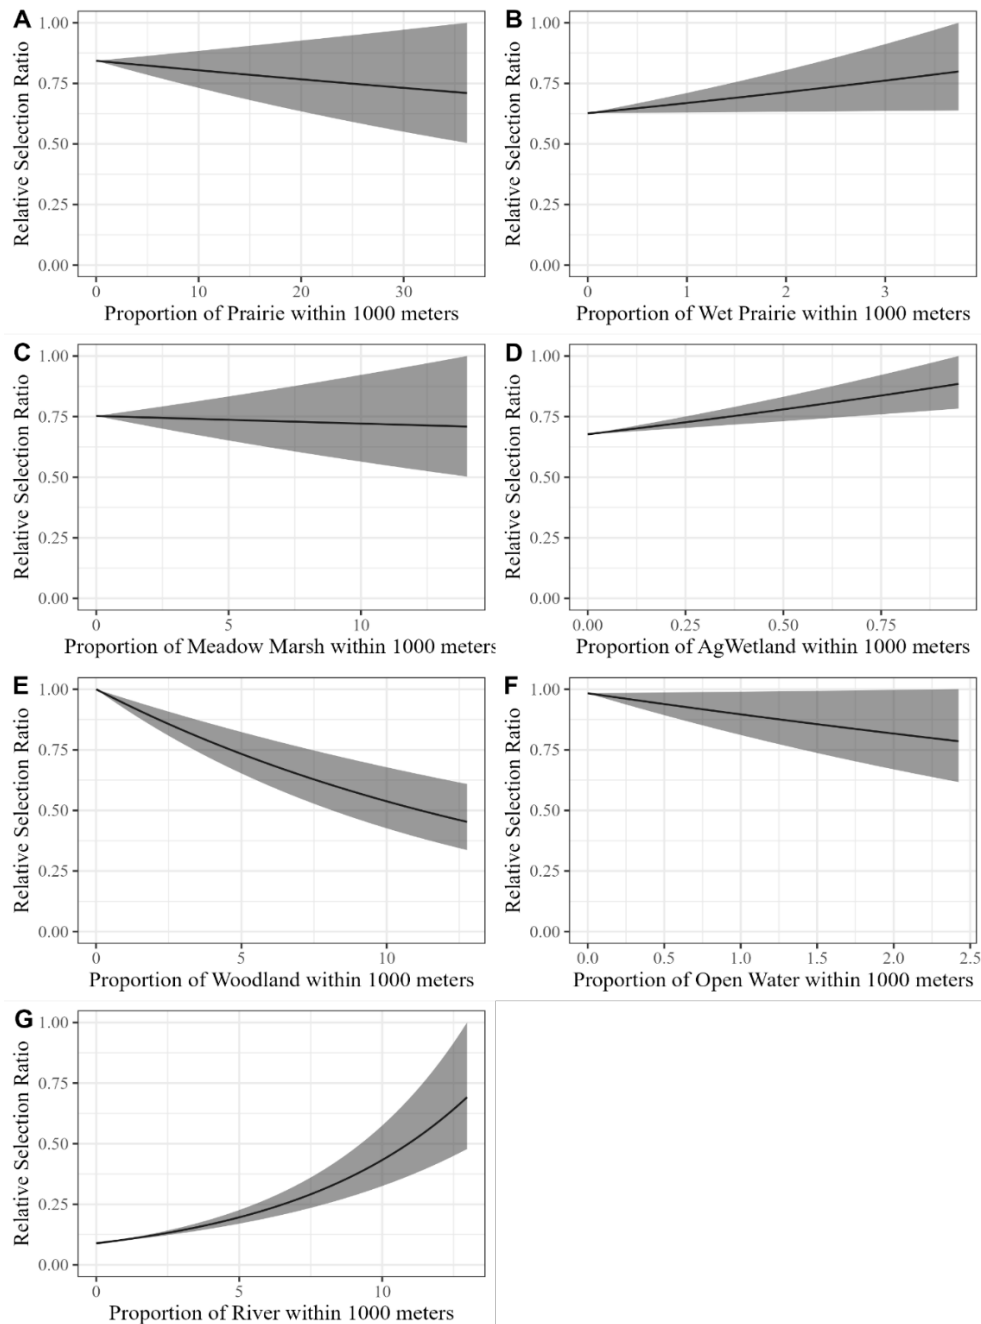 A
Relative Selection Ratio
1.00
0.75
0.50
0.25
0.00
0 10 20 30
Proportion of Prairie within 1000 meters
B
Relative Selection Ratio
1.00
0.75
0.50
0.25
0.00
0 1 2 3
Proportion of Wet Prairie within 1000 meters
C
Relative Selection Ratio
1.00
0.75
0.50
0.25
0.00
0 5 10
Proportion of Meadow Marsh within 1000 meters
D
Relative Selection Ratio
1.00
0.75
0.50
0.25
0.00
0.00 0.25 0.50 0.75
Proportion of AgWetland within 1000 meters
E
Relative Selection Ratio
1.00
0.75
0.50
0.25
0.00
0 5 10
Proportion of Woodland within 1000 meters
F
Relative Selection Ratio
1.00
0.75
0.50
0.25
0.00
0.0 0.5 1.0 1.5 2.0 2.5
Proportion of Open Water within 1000 meters
G
Relative Selection Ratio
1.00
0.75
0.50
0.25
0.00
0 5 10
Proportion of River within 1000 meters